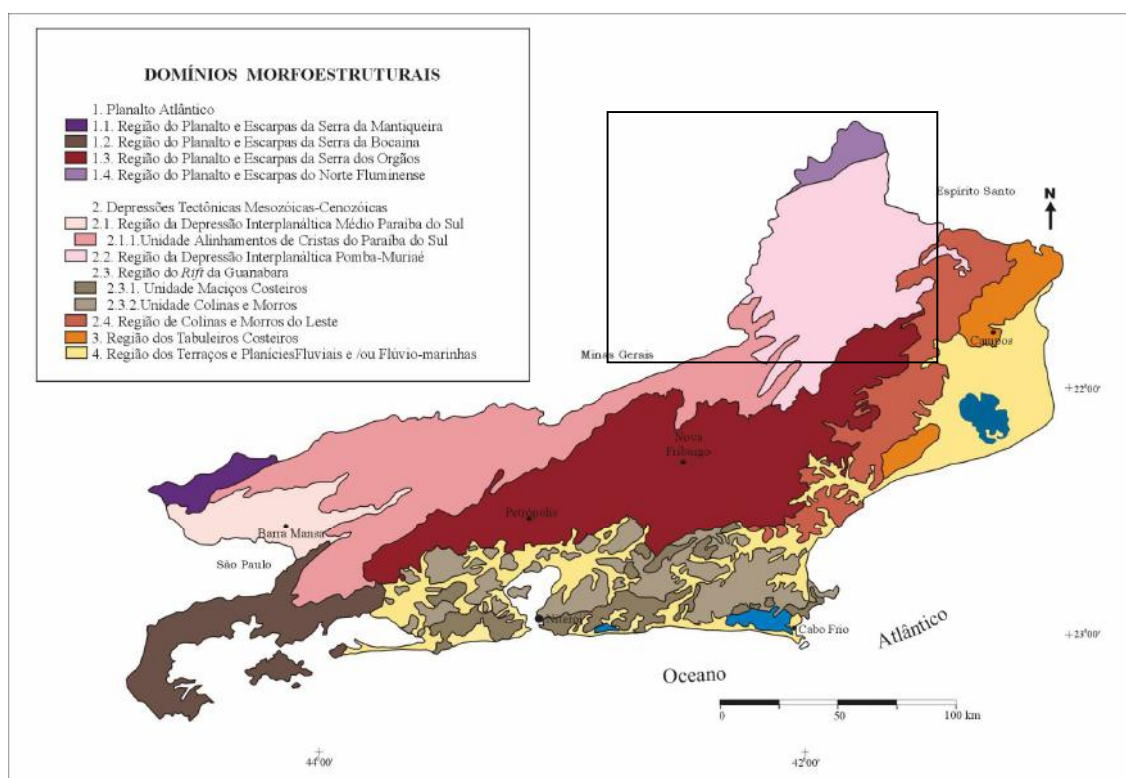 DOMÍNIOS MORFOESTRUTURAIS
1. Planalto Atlântico
1.1. Região do Planalto e Escarpas da Serra da Mantiqueira
1.2. Região do Planalto e Escarpas da Serra da Bocaina
1.3. Região do Planalto e Escarpas da Serra dos Orgãos
1.4. Região do Planalto e Escarpas do Norte Fluminense
2. Depressões Tectônicas Mesozóicas-Cenozóicas
2.1. Região da Depressão Interplanáltica Médio Paraíba do Sul
2.1.1.Unidade Alinhamentos de Cristas do Paraíba do Sul
2.2. Região da Depressão Interplanáltica Pomba-Muriaé
2.3. Região do Rift da Guanabara
2.3.1. Unidade Maciços Costeiros
2.3.2.Unidade Colinas e Morros
2.4. Região de Colinas e Morros do Leste
3. Região dos Tabuleiros Costeiros
4. Região dos Terraços e PlaníciesFluviais e /ou Flúvio-marinhas
Espírito Santo
N
Minas Gerais
Campos
22°00'
Nova
Friburgo
Petrópolis
Barra Mansa
São Paulo
Niterói
Cabo Frio
23°00'
Atlântico
Oceano
0 25 50 100 km
44°00'
42°00'